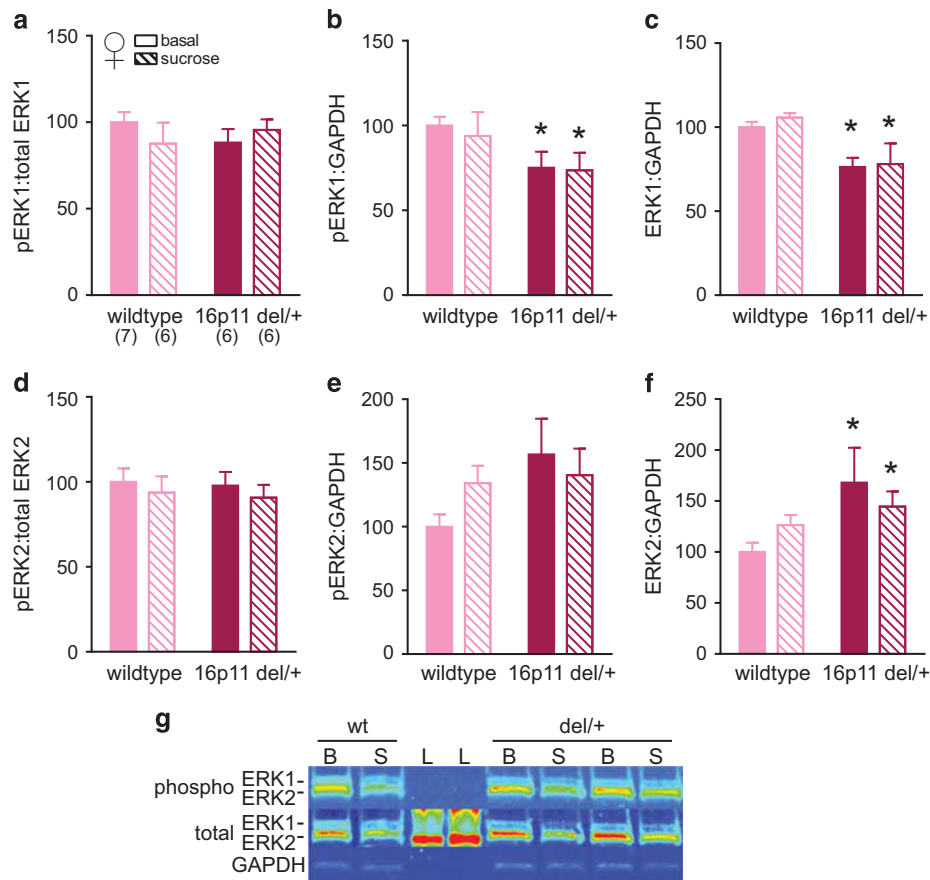 a
150
100
50
0
pERK1:total ERK1
basal
sucrose
wildtype 16p11 del/+
(7) (6) (6) (6)
b
150
100
50
0
pERK1:GAPDH
* *
wildtype 16p11 del/+
c
150
100
50
0
ERK1:GAPDH
* *
wildtype 16p11 del/+
d
150
100
50
0
pERK2:total ERK2
wildtype 16p11 del/+
e
200
150
100
50
0
pERK2:GAPDH
wildtype 16p11 del/+
f
250
200
150
100
50
0
ERK2:GAPDH
* *
wildtype 16p11 del/+
g
wt del/+
B S L L B S B S
phospho ERK1-
ERK2-
total ERK1-
ERK2-
GAPDH